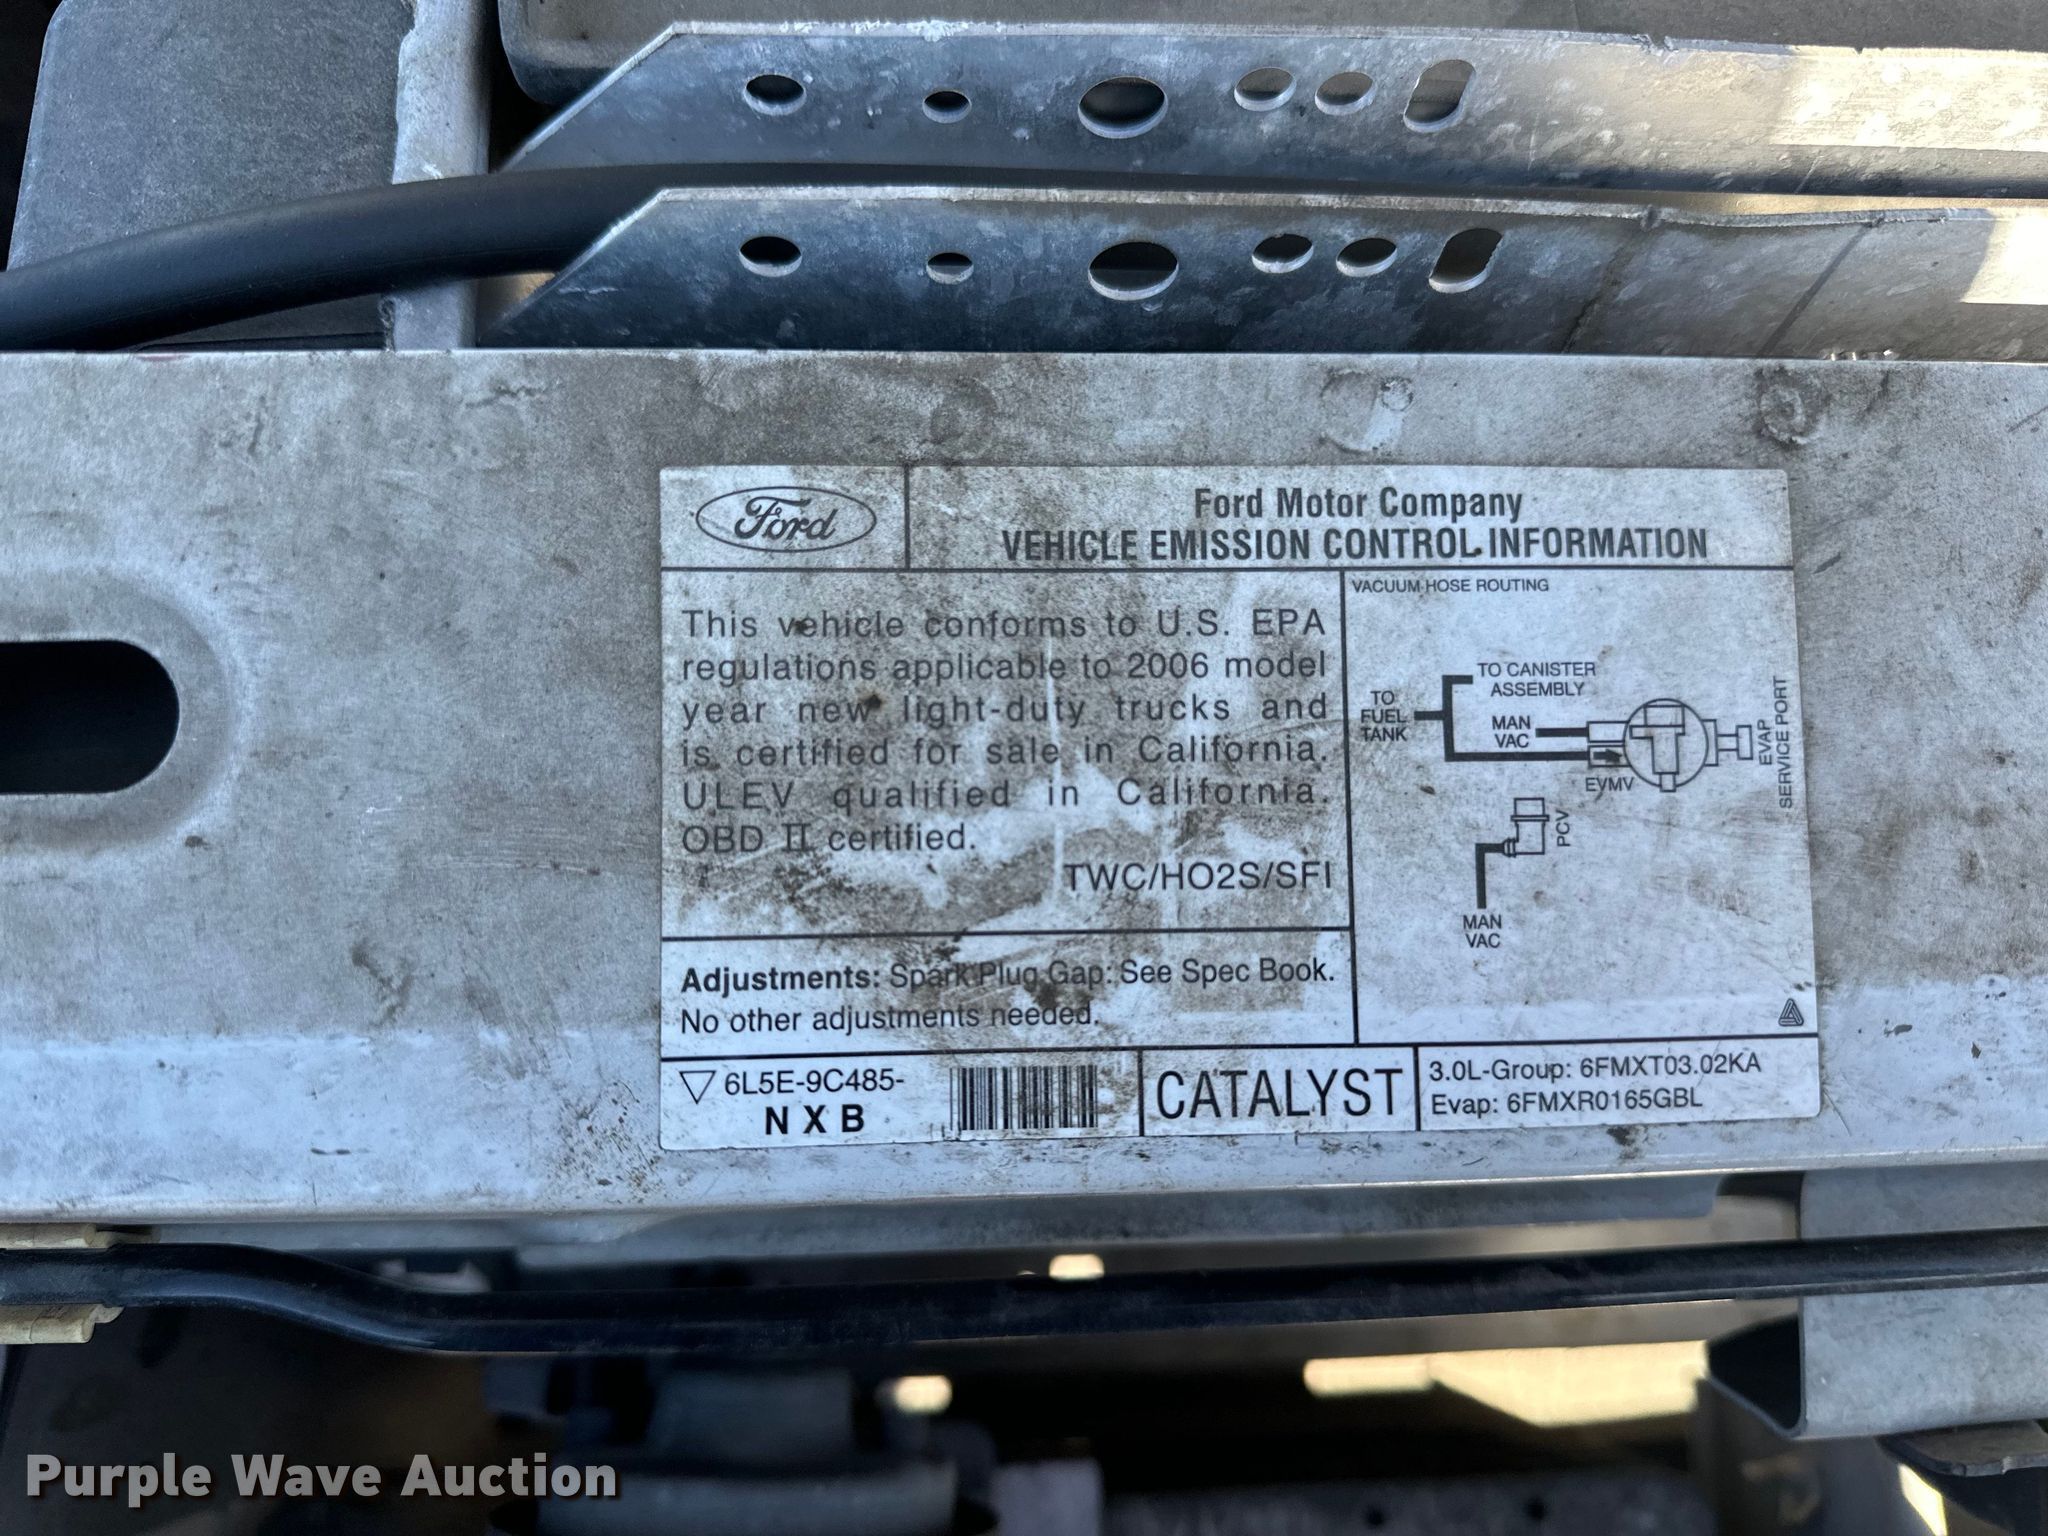 Ford
Ford Motor Company
VEHICLE EMISSION CONTROL INFORMATION
This vehicle conforms to U.S. EPA
regulations applicable to 2006 model
year new light-duty trucks and
is certified for sale in California.
ULEV qualified in California.
OBD II certified.
TWC/HO2S/SFI
Adjustments: Spark Plug Gap: See Spec Book.
No other adjustments needed.
VACUUM HOSE ROUTING
TO CANISTER
ASSEMBLY
TO
FUEL
TANK
MAN
VAC
EVMV
EVAP
SERVICE PORT
PCV
MAN
VAC
6L5E-9C485-
N X B
CATALYST
3.0L-Group: 6FMXT03.02KA
Evap: 6FMXR0165GBL
Purple Wave Auction